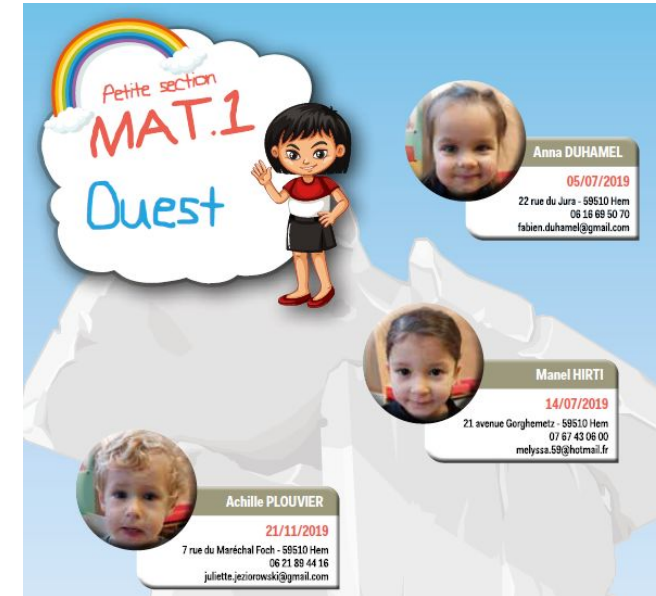 Petite section
MAT.1
Ouest
Anna DUHAMEL
05/07/2019
22 rue du Jura - 59510 Hem
06 16 69 50 70
fabien.duhamel@gmail.com
Manel HIRTI
14/07/2019
21 avenue Gorghemetz - 59510 Hem
07 67 43 06 00
melyssa.59@hotmail.fr
Achille PLOUVIER
21/11/2019
7 rue du Maréchal Foch - 59510 Hem
06 21 89 44 16
juliette.jeziorowski@gmail.com